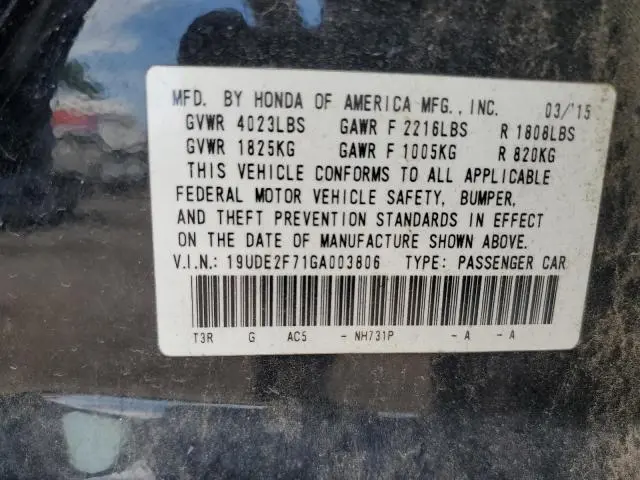 MFD. BY HONDA OF AMERICA MFG., INC. 03/'15
GVWR 4023LBS GAWR F 2216LBS R 1808LBS
GVWR 1825KG GAWR F 1005KG R 820KG
THIS VEHICLE CONFORMS TO ALL APPLICABLE
FEDERAL MOTOR VEHICLE SAFETY, BUMPER,
AND THEFT PREVENTION STANDARDS IN EFFECT
ON THE DATE OF MANUFACTURE SHOWN ABOVE.
V.I.N.: 19UDE2F71GA003806 TYPE: PASSENGER CAR
T3R G AC5 - NH731P - A - A